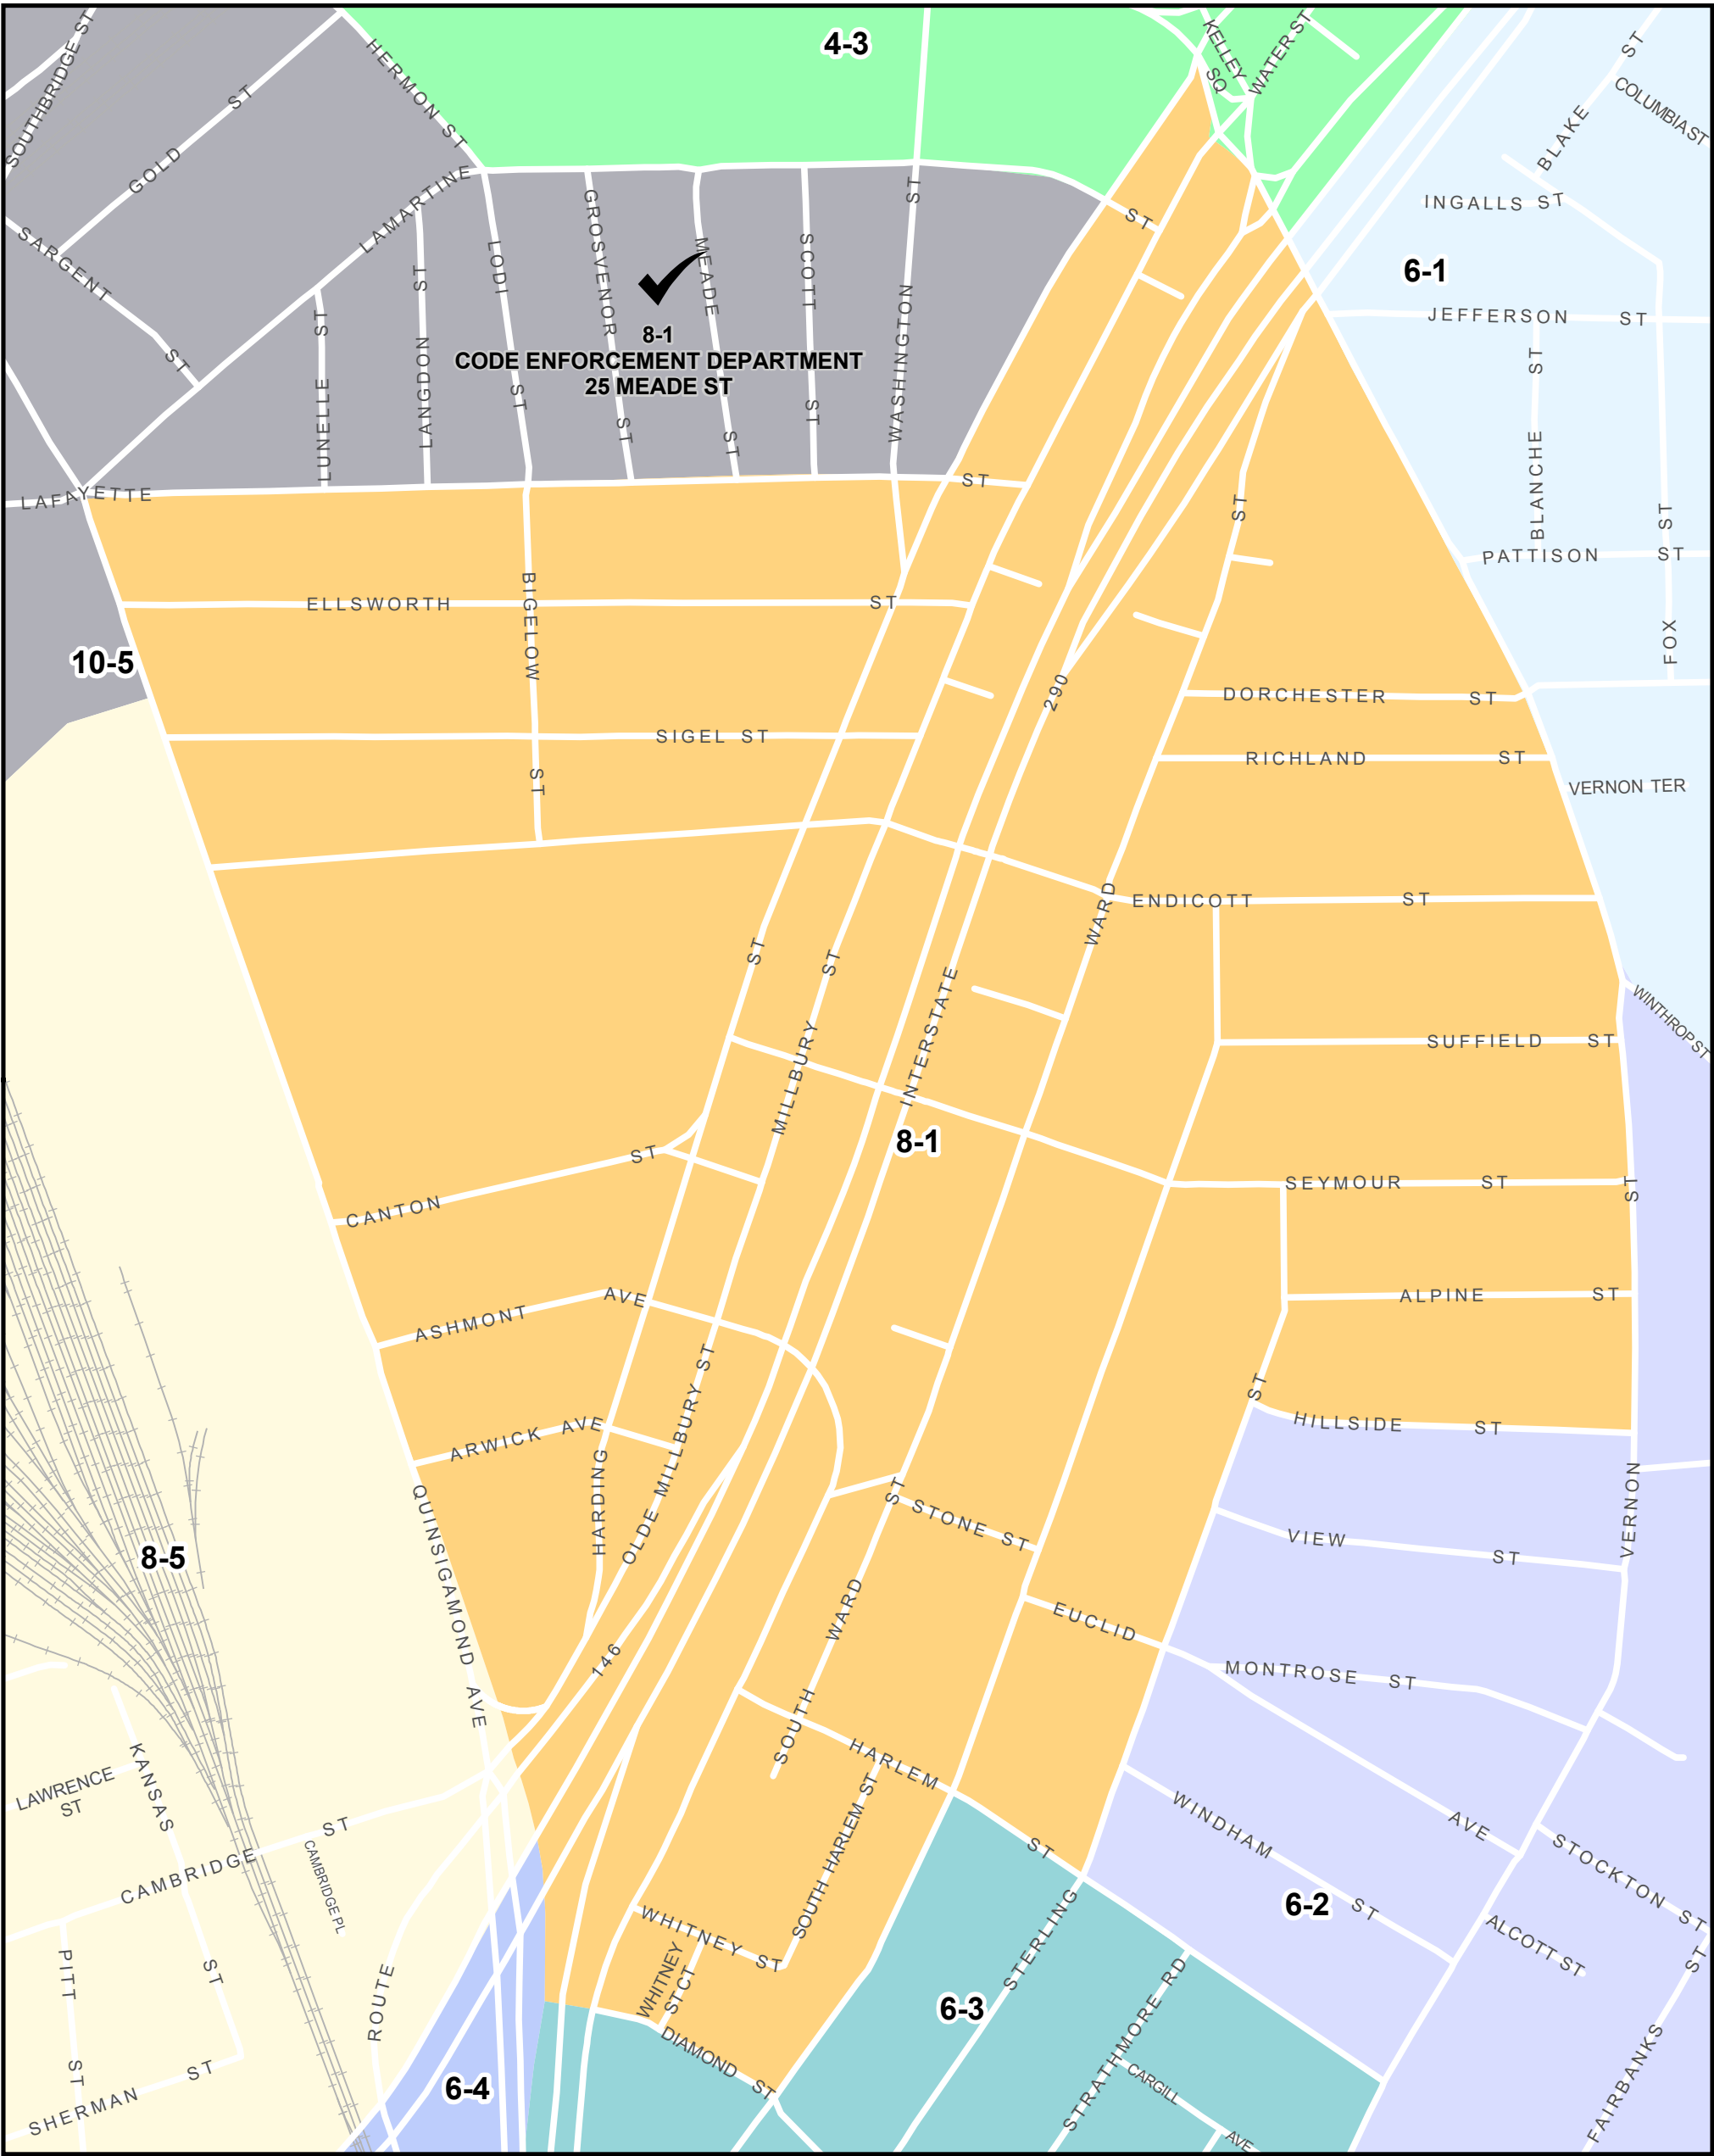 4-3
KELLEY SQ
WATER ST
SOUTHBRIDGE ST
HERMON ST
GOLD ST
BLAKE ST
COLUMBIA ST
LAMARTINE ST
INGALLS ST
SARGENT ST
6-1
LODI ST
GROSVENOR ST
MEADE ST
SCOTT ST
WASHINGTON ST
LUNELLE ST
LANGDON ST
8-1
CODE ENFORCEMENT DEPARTMENT
25 MEADE ST
JEFFERSON ST
BLANCHE ST
FOX ST
LAFAYETTE ST
PATTISON ST
ELLSWORTH ST
BIGELOW ST
10-5
290
DORCHESTER ST
SIGEL ST
RICHLAND ST
VERNON TER
ENDICOTT ST
WARD ST
MILLBURY ST
INTERSTATE
WINTHROP ST
SUFFIELD ST
8-1
CANTON ST
SEYMOUR ST
ALPINE ST
ASHMONT AVE
ARWICK AVE
HILLSIDE ST
HARDING ST
OLDE MILLBURY ST
QUINSIGAMOND AVE
STONE ST
VIEW ST
VERNON ST
8-5
146
SOUTH WARD ST
EUCLID AVE
MONTROSE ST
HARLEM ST
KANSAS ST
LAWRENCE
ST
CAMBRIDGE ST
CAMBRIDGE PL
SOUTH HARLEM ST
WINDHAM ST
STOCKTON ST
6-2
ALCOTT ST
WHITNEY ST
WHITNEY
ST CT
STERLING ST
6-3
PITT ST
ROUTE
STRATHMORE RD
DIAMOND ST
CARGILL AVE
6-4
SHERMAN ST
FAIRBANKS ST